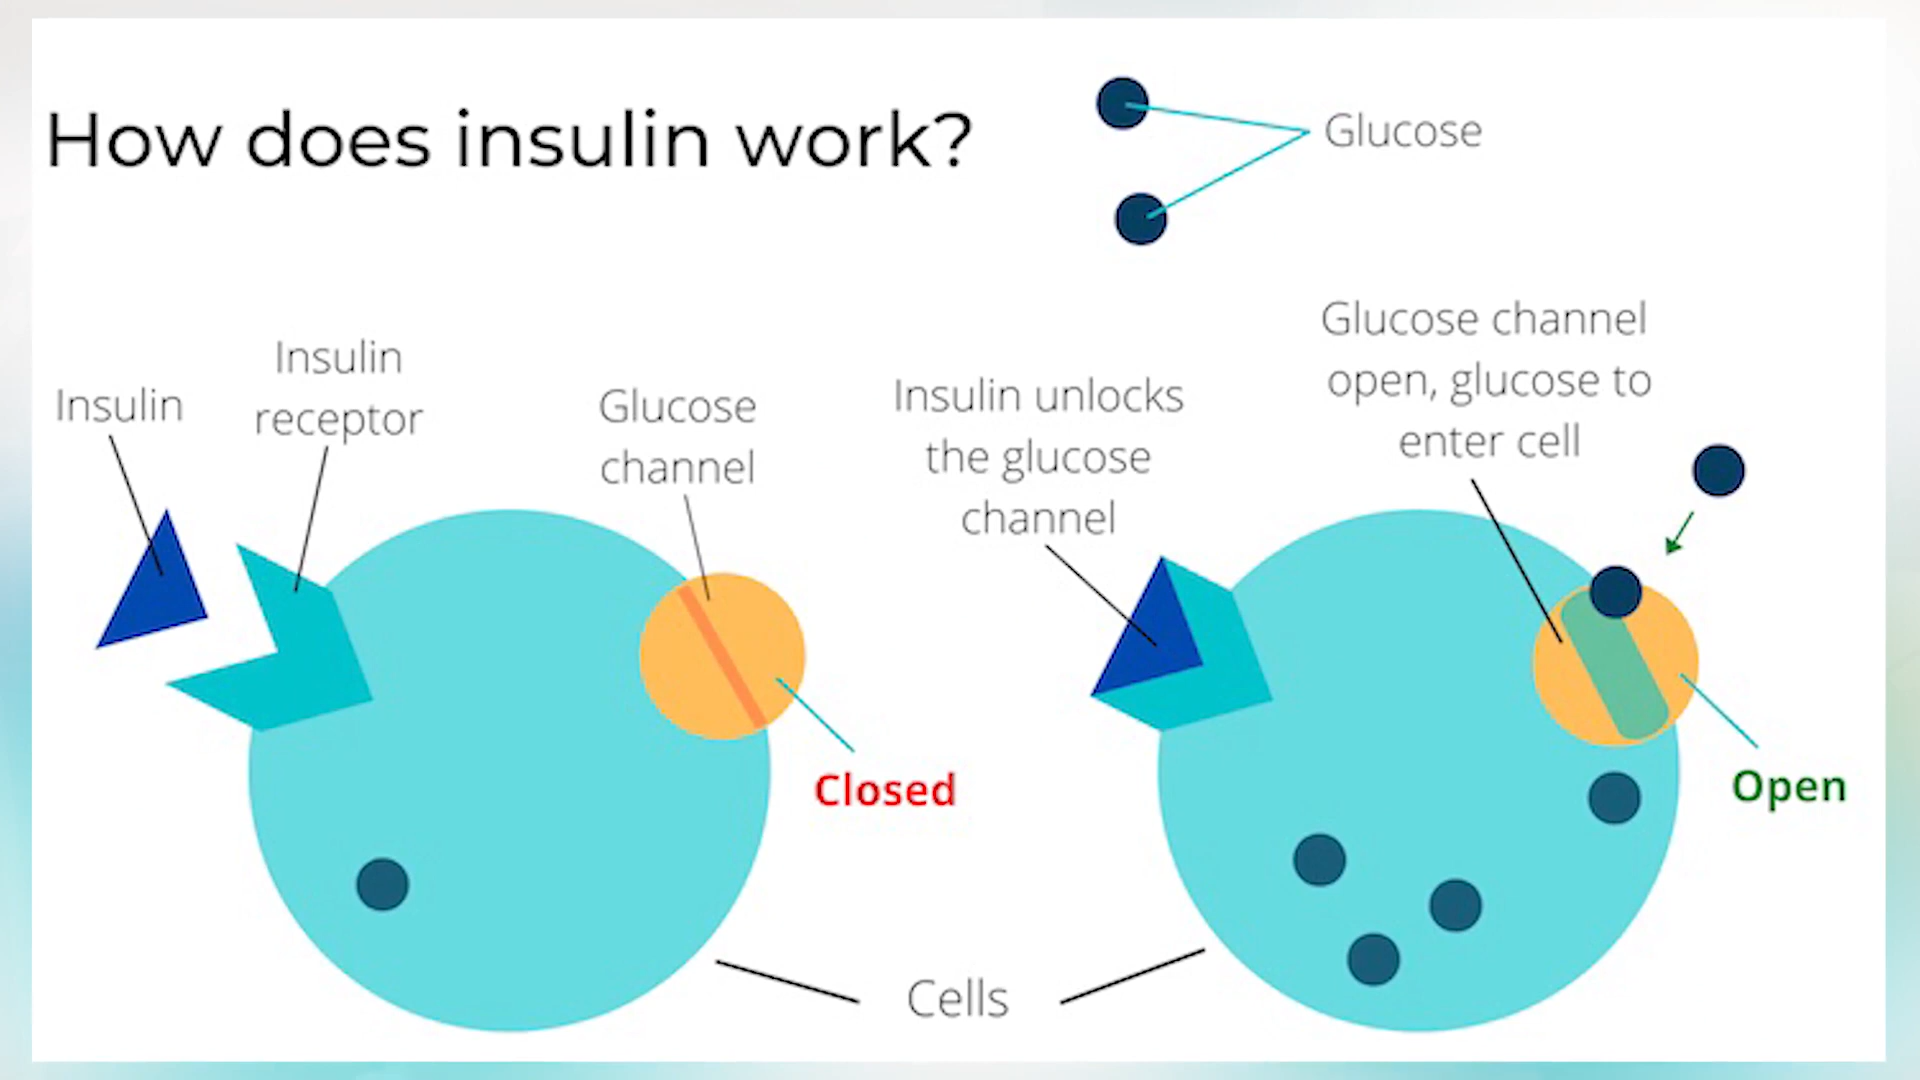 How does insulin work?
Glucose
Insulin
Insulin
receptor
Glucose
channel
Insulin unlocks
the glucose
channel
Glucose channel
open, glucose to
enter cell
Closed
Open
Cells